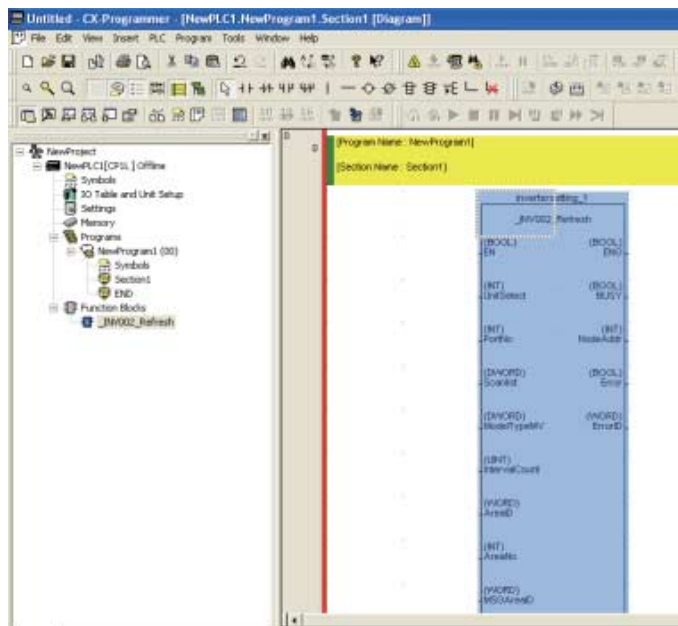 Untitled - CX-Programmer - [NewPLC1.NewProgram1.Section1 [Diagram]]
File Edit View Insert PLC Program Tools Window Help
NewProject
NewPLC1[CP1L] Offline
Symbols
IO Table and Unit Setup
Settings
Memory
Programs
NewProgram1 (00)
Symbols
Section1
END
Function Blocks
_INV002_Refresh
0
0
[Program Name : NewProgram1]
[Section Name : Section1]
_INV002_Refresh
(BOOL) (BOOL)
EN ENO
(INT) (BOOL)
UnitSelect BUSY
(INT) (INT)
PortNo NodeAddr
(DWORD) (BOOL)
Scanlist Error
(DWORD) (WORD)
ModelTypeMV ErrorID
(UINT)
IntervalCount
(WORD)
AreaID
(INT)
AreaNo
(WORD)
MSGAreaID